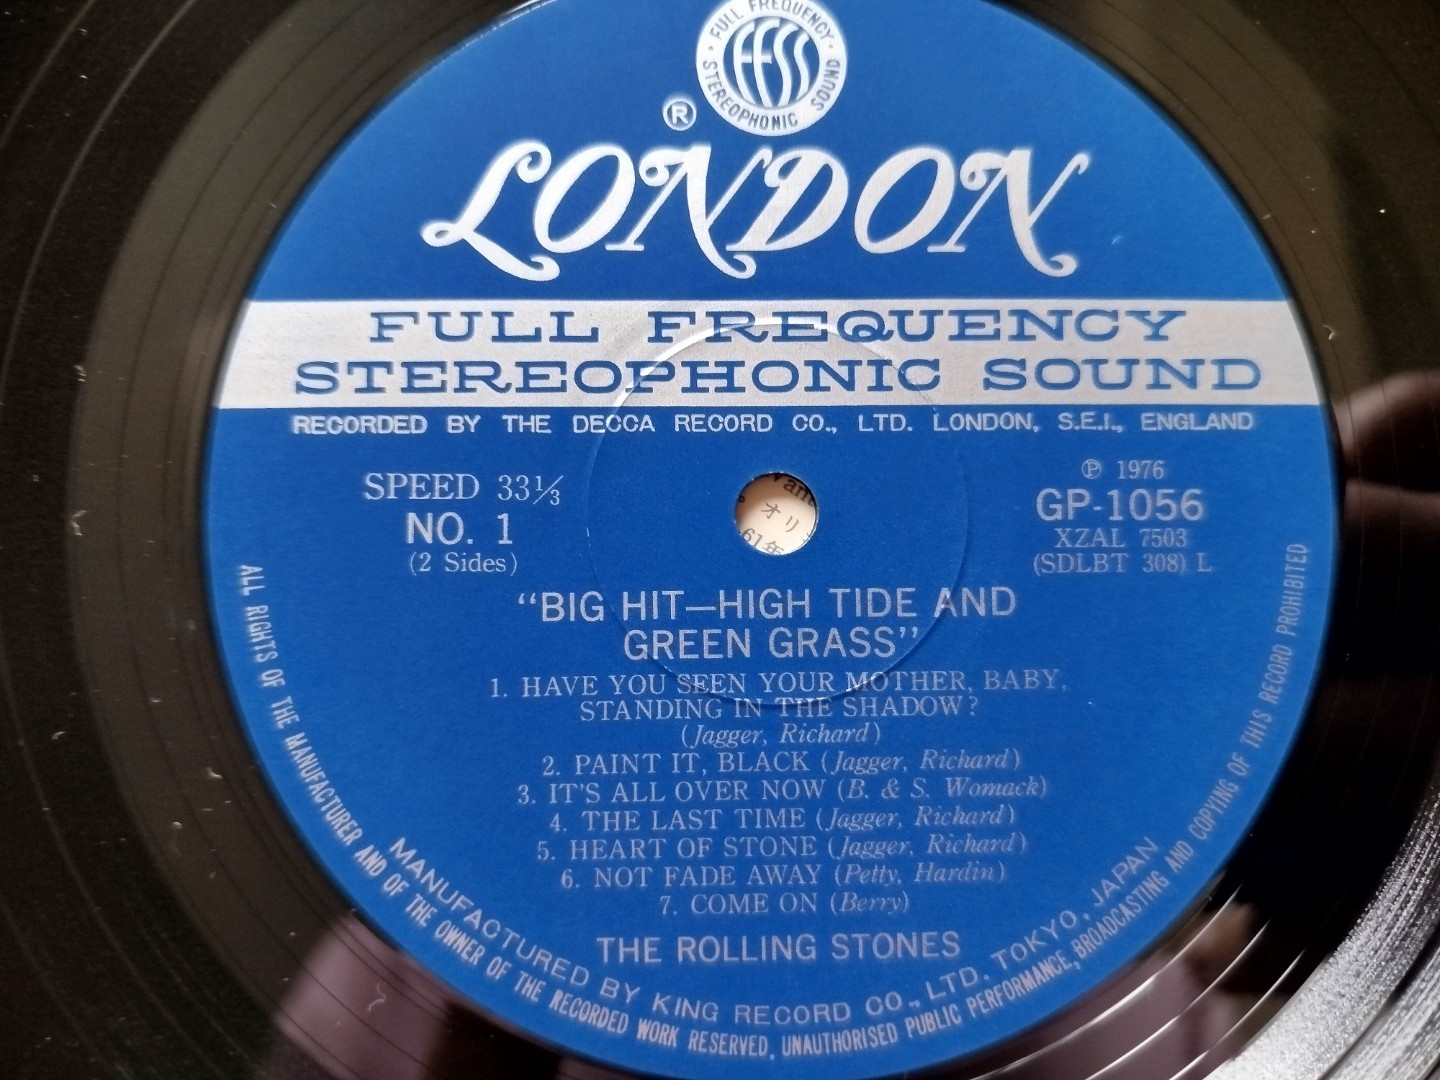 FULL FREQUENCY
FFSS
STEREOPHONIC SOUND
®
LONDON
FULL FREQUENCY
STEREOPHONIC SOUND
RECORDED BY THE DECCA RECORD CO., LTD. LONDON, S.E.I., ENGLAND
SPEED 33⅓
NO. 1
(2 Sides)
℗ 1976
GP-1056
XZAL 7503
(SDLBT 308) L
オリ
61年
"BIG HIT—HIGH TIDE AND
GREEN GRASS"
1. HAVE YOU SEEN YOUR MOTHER, BABY,
STANDING IN THE SHADOW?
(Jagger, Richard)
2. PAINT IT, BLACK (Jagger, Richard)
3. IT'S ALL OVER NOW (B. & S. Womack)
4. THE LAST TIME (Jagger, Richard)
5. HEART OF STONE (Jagger, Richard)
6. NOT FADE AWAY (Petty, Hardin)
7. COME ON (Berry)
THE ROLLING STONES
MANUFACTURED BY KING RECORD CO., LTD. TOKYO, JAPAN
ALL RIGHTS OF THE MANUFACTURER AND OF THE OWNER OF THE RECORDED WORK RESERVED. UNAUTHORISED PUBLIC PERFORMANCE, BROADCASTING AND COPYING OF THIS RECORD PROHIBITED